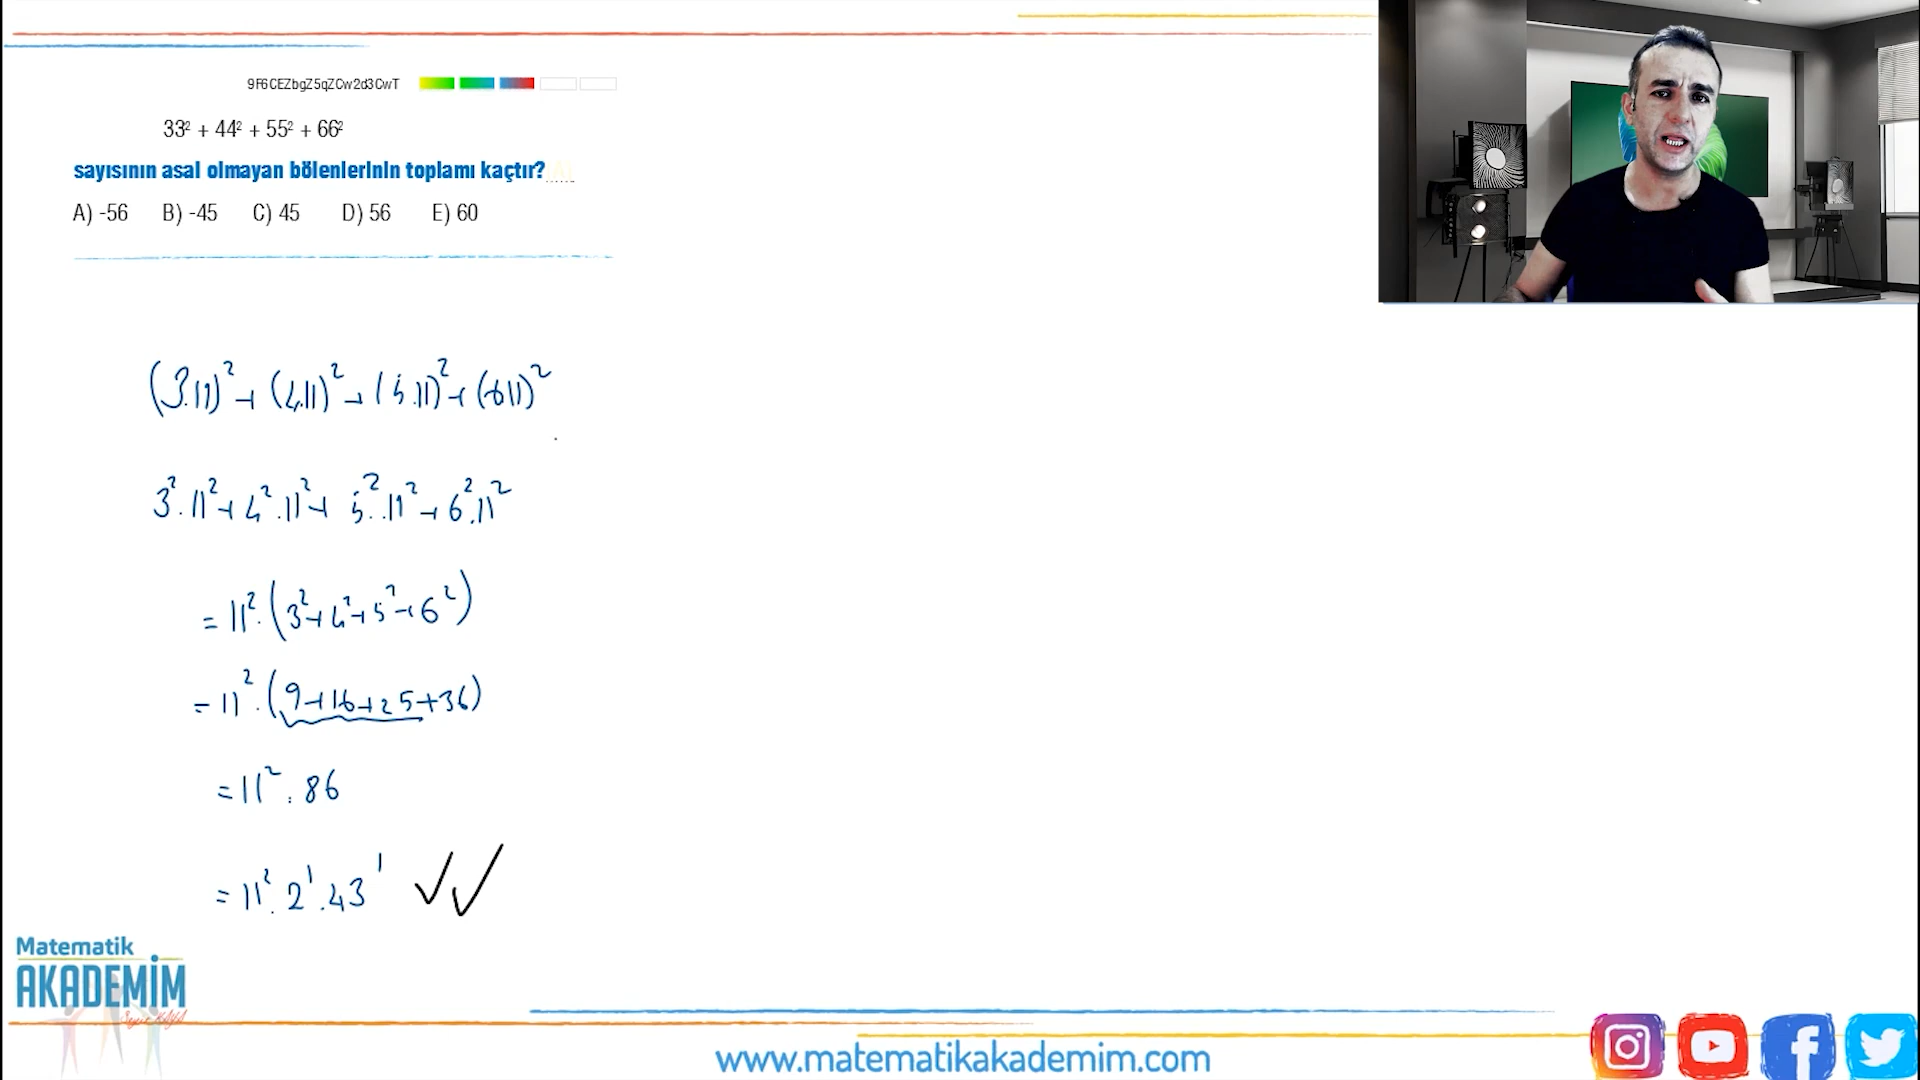 9F6CEZbgZ5qZCw2d3CwT
33² + 44² + 55² + 66²
sayısının asal olmayan bölenlerinin toplamı kaçtır?
A) -56 B) -45 C) 45 D) 56 E) 60
(3.11)² + (4.11)² + (5.11)² + (6.11)²
3².11² + 4².11² + 5².11² + 6².11²
= 11².(3²+4²+5²+6²)
= 11².(9+16+25+36)
= 11².86
= 11².2¹.43¹
Matematik
AKADEMİM
www.matematikakademim.com